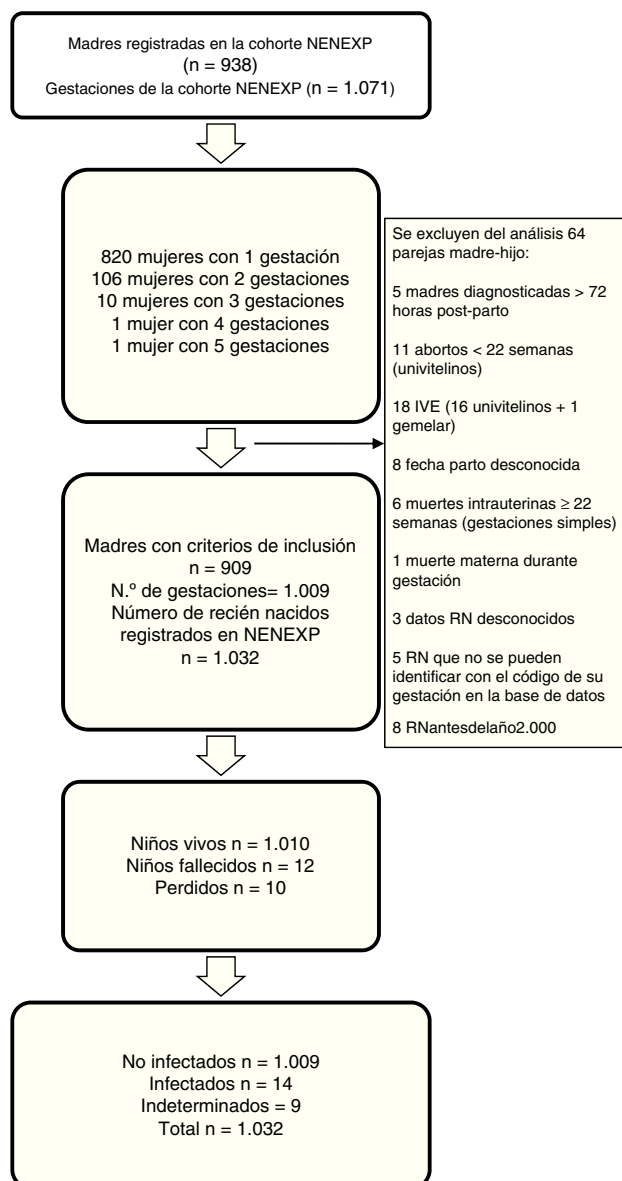 Madres registradas en la cohorte NENEXP
(n = 938)
Gestaciones de la cohorte NENEXP (n = 1.071)
820 mujeres con 1 gestación
106 mujeres con 2 gestaciones
10 mujeres con 3 gestaciones
1 mujer con 4 gestaciones
1 mujer con 5 gestaciones
Se excluyen del análisis 64
parejas madre-hijo:
5 madres diagnosticadas > 72
horas post-parto
11 abortos < 22 semanas
(univitelinos)
18 IVE (16 univitelinos + 1
gemelar)
8 fecha parto desconocida
6 muertes intrauterinas ≥ 22
semanas (gestaciones simples)
1 muerte materna durante
gestación
3 datos RN desconocidos
5 RN que no se pueden
identificar con el código de su
gestación en la base de datos
8 RNantesdelaño2.000
Madres con criterios de inclusión
n = 909
N.º de gestaciones= 1.009
Número de recién nacidos
registrados en NENEXP
n = 1.032
Niños vivos n = 1.010
Niños fallecidos n = 12
Perdidos n = 10
No infectados n = 1.009
Infectados n = 14
Indeterminados = 9
Total n = 1.032